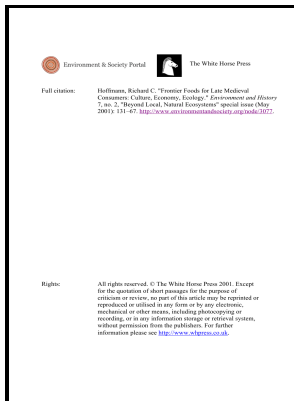 Environment & Society Portal
The White Horse Press
Full citation:
Hoffmann, Richard C. "Frontier Foods for Late Medieval
Consumers: Culture, Economy, Ecology." Environment and History
7, no. 2, "Beyond Local, Natural Ecosystems" special issue (May
2001): 131–67. http://www.environmentandsociety.org/node/3077.
Rights:
All rights reserved. © The White Horse Press 2001. Except
for the quotation of short passages for the purpose of
criticism or review, no part of this article may be reprinted or
reproduced or utilised in any form or by any electronic,
mechanical or other means, including photocopying or
recording, or in any information storage or retrieval system,
without permission from the publishers. For further
information please see http://www.whpress.co.uk.